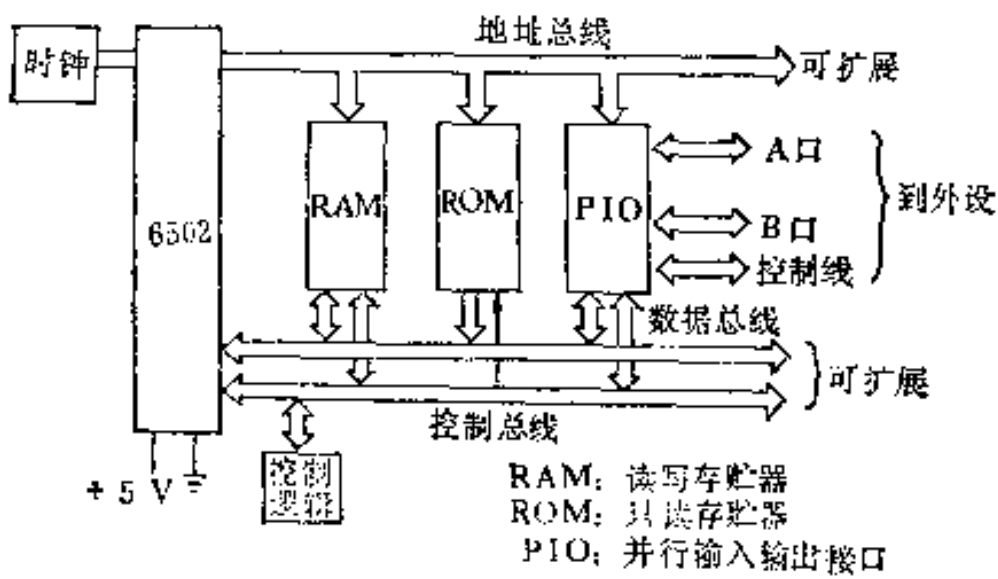 地址总线
时钟
可扩展
A口
RAM
ROM
PIO
到外设
B口
6502
控制线
数据总线
可扩展
控制总线
+5 V
控制
逻辑
RAM: 读写存贮器
ROM: 只读存贮器
PIO: 并行输入输出接口